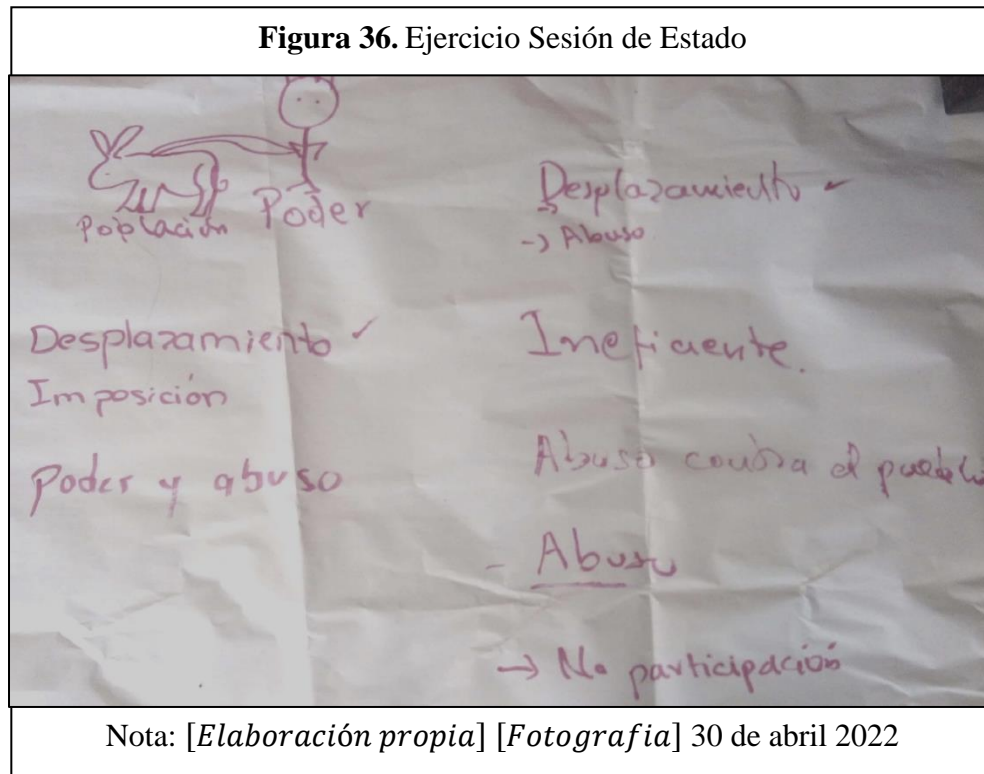 Figura 36. Ejercicio Sesión de Estado
Población Poder
Desplazamiento ✓
Imposición
Poder y abuso
Desplazamiento -
-> Abuso
Ineficiente.
Abuso contra el pueblo
- Abuso
→ No participación
Nota: [Elaboración propia] [Fotografia] 30 de abril 2022